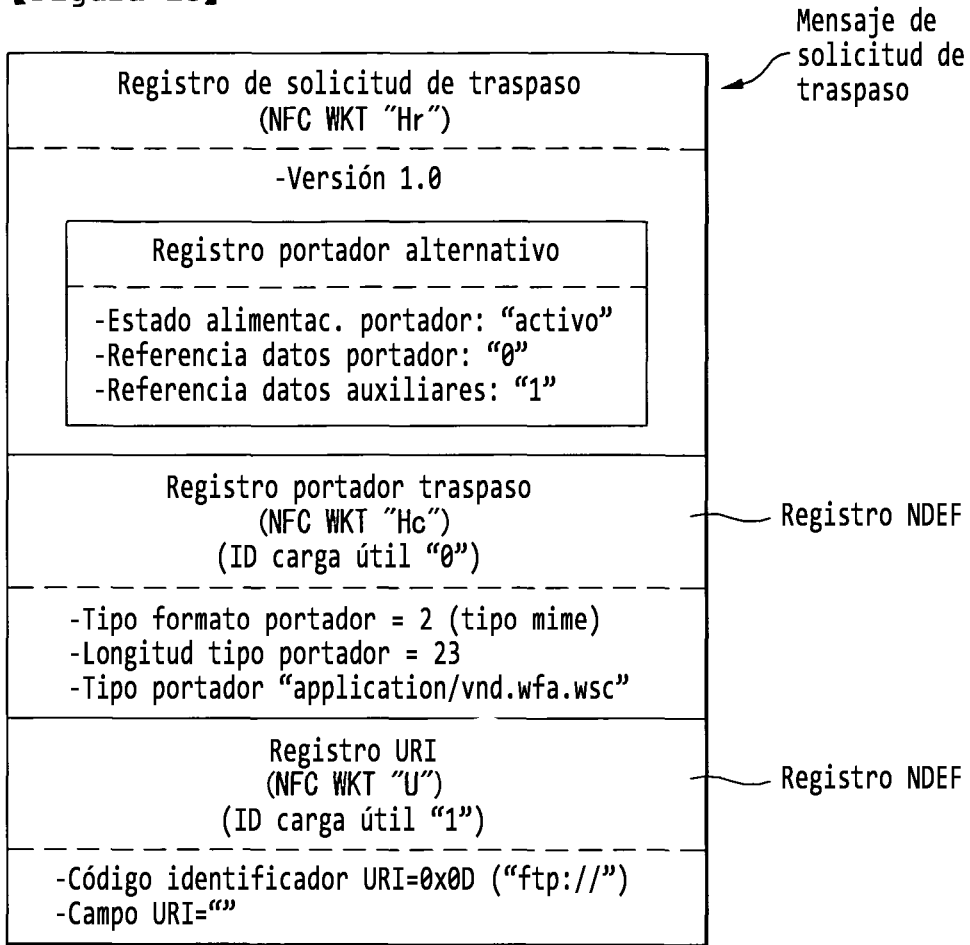 Mensaje de
solicitud de
traspaso
Registro de solicitud de traspaso
(NFC WKT "Hr")
-Versión 1.0
Registro portador alternativo
-Estado alimentac. portador: “activo”
-Referencia datos portador: “0”
-Referencia datos auxiliares: “1”
Registro portador traspaso
(NFC WKT "Hc")
(ID carga útil “0”)
Registro NDEF
-Tipo formato portador = 2 (tipo mime)
-Longitud tipo portador = 23
-Tipo portador “application/vnd.wfa.wsc”
Registro URI
(NFC WKT "U")
(ID carga útil “1”)
Registro NDEF
-Código identificador URI=0x0D (“ftp://”)
-Campo URI=“”